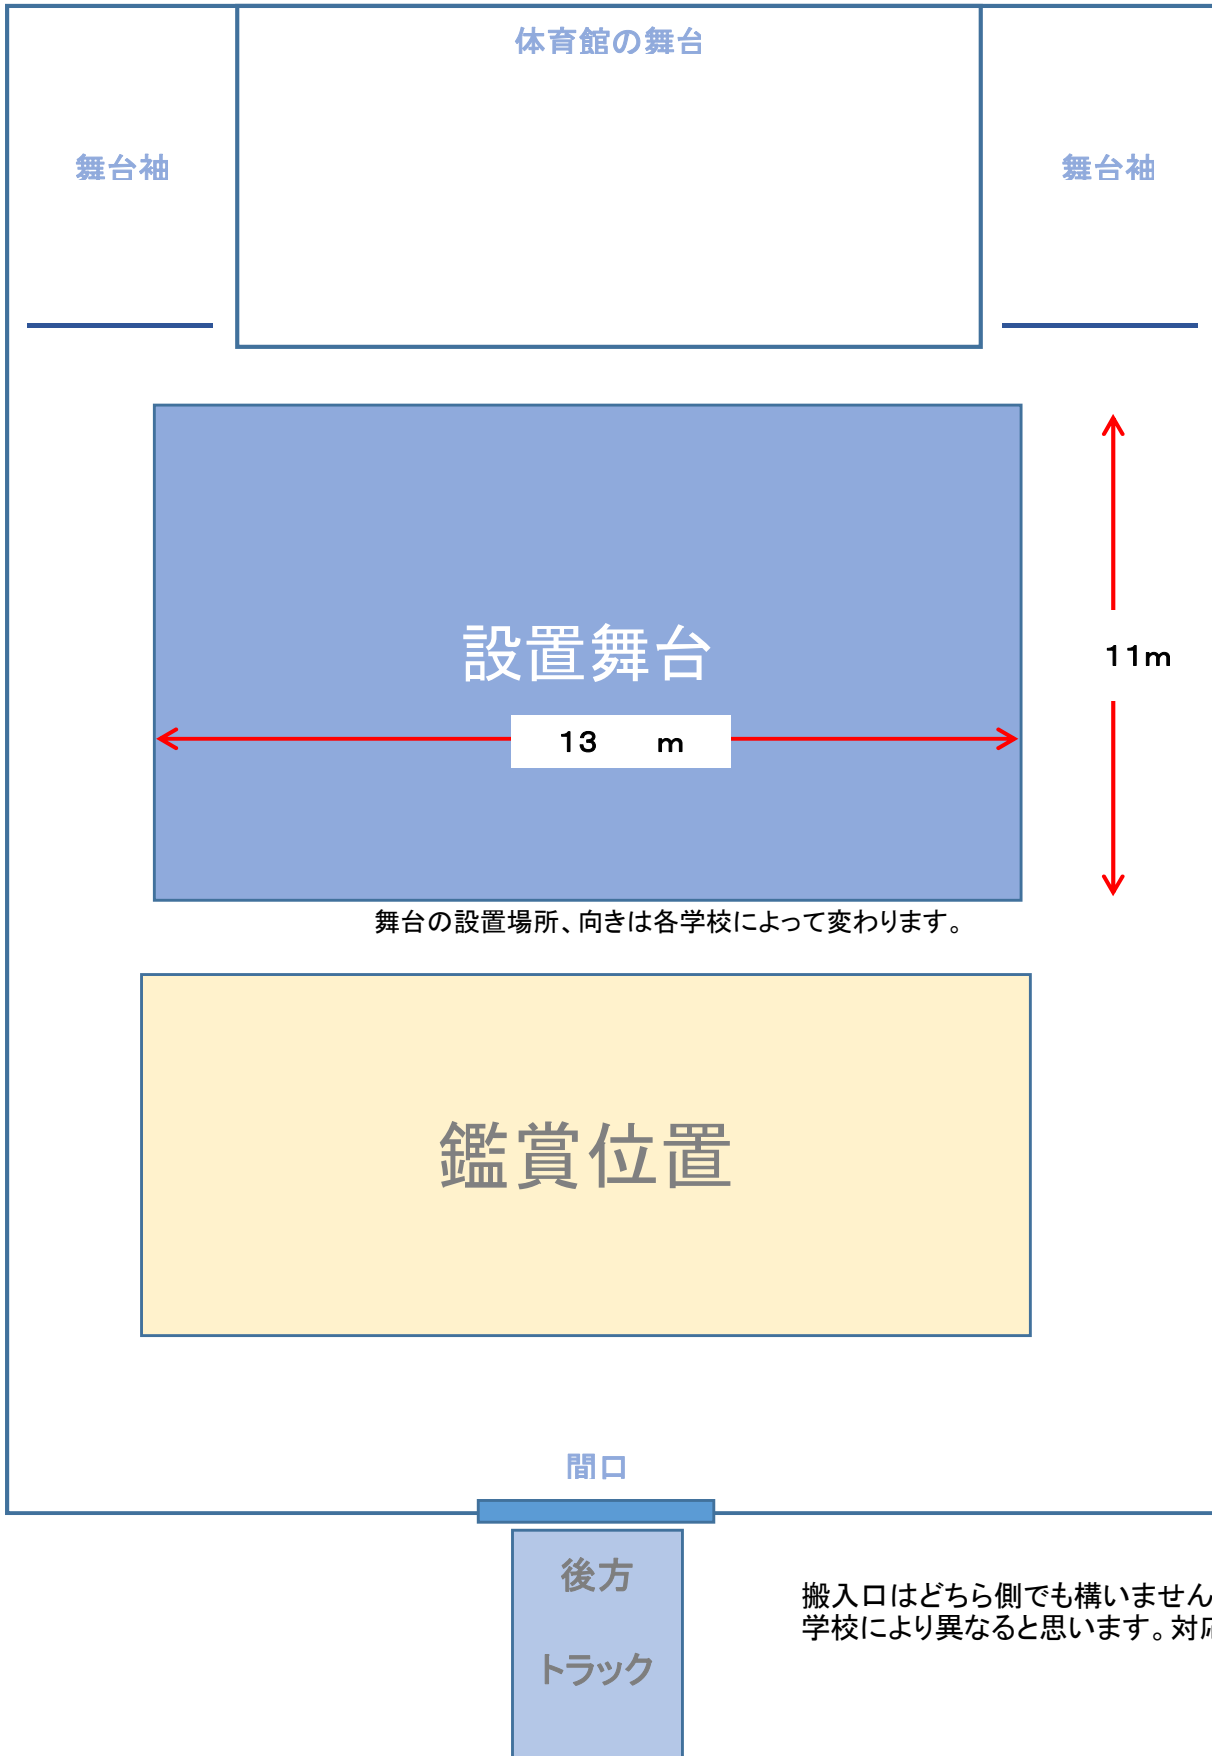 体育館の舞台
舞台袖
舞台袖
設置舞台
11m
13 m
舞台の設置場所、向きは各学校によって変わります。
鑑賞位置
間口
後方
トラック
搬入口はどちら側でも構いません
学校により異なると思います。対応